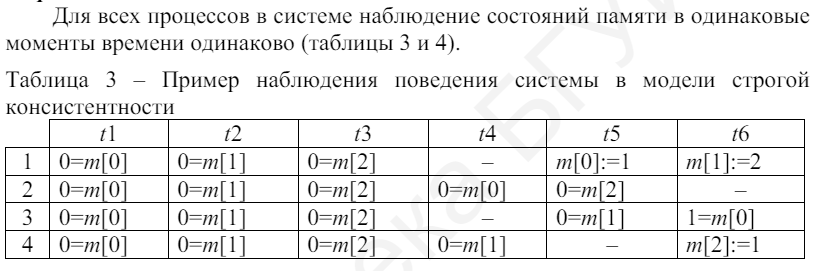 Для всех процессов в системе наблюдение состояний памяти в одинаковые
моменты времени одинаково (таблицы 3 и 4).
Таблица 3 – Пример наблюдения поведения системы в модели строгой
консистентности
t1 t2 t3 t4 t5 t6
1 0=m[0] 0=m[1] 0=m[2] – m[0]:=1 m[1]:=2
2 0=m[0] 0=m[1] 0=m[2] 0=m[0] 0=m[2] –
3 0=m[0] 0=m[1] 0=m[2] – 0=m[1] 1=m[0]
4 0=m[0] 0=m[1] 0=m[2] 0=m[1] – m[2]:=1